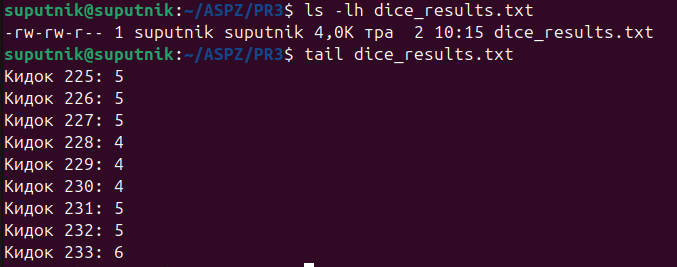 suputnik@suputnik:~/ASPZ/PR3$ ls -lh dice_results.txt
-rw-rw-r-- 1 suputnik suputnik 4,0K тра  2 10:15 dice_results.txt
suputnik@suputnik:~/ASPZ/PR3$ tail dice_results.txt
Кидок 225: 5
Кидок 226: 5
Кидок 227: 5
Кидок 228: 4
Кидок 229: 4
Кидок 230: 4
Кидок 231: 5
Кидок 232: 5
Кидок 233: 6